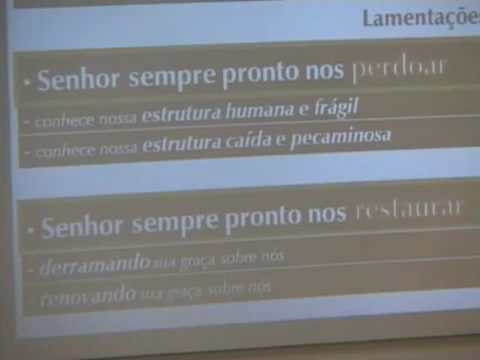 Lamentações
• Senhor sempre pronto nos perdoar
- conhece nossa estrutura humana e frágil
- conhece nossa estrutura caída e pecaminosa
• Senhor sempre pronto nos restaurar
- derramando sua graça sobre nós
- renovando sua graça sobre nós